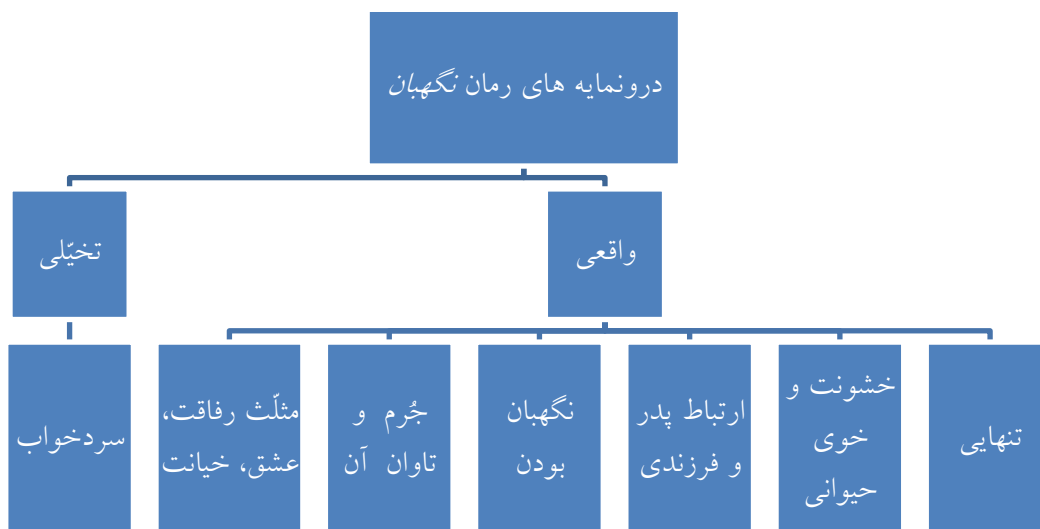 درونمایه های رمان نگهبان
واقعی
تخیّلی
تنهایی
خشونت و
خوی
حیوانی
ارتباط پدر
و فرزندی
نگهبان
بودن
جُرم و
تاوان آن
مثلّث رفاقت،
عشق، خیانت
سردخواب